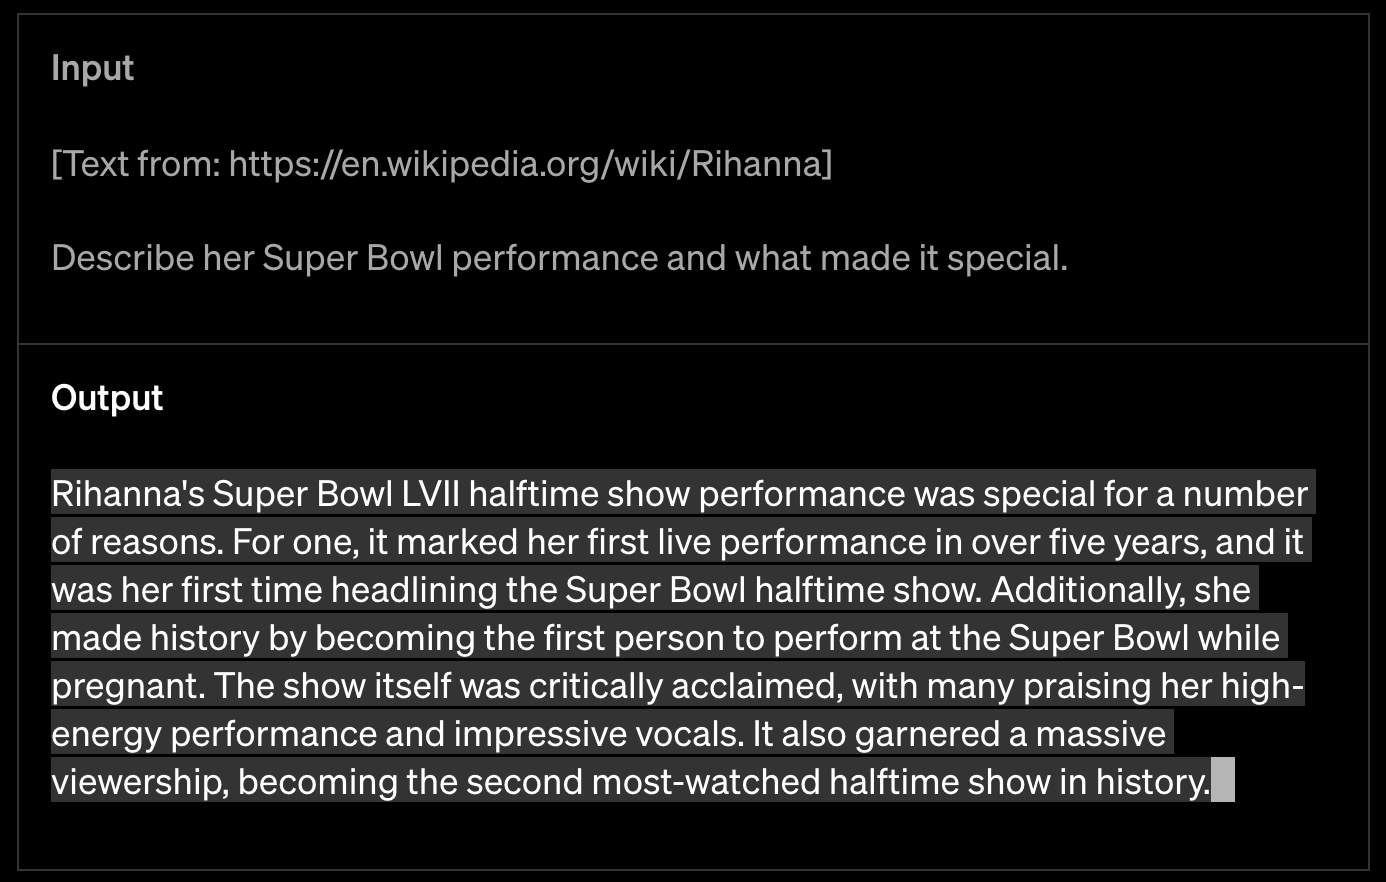 Input
[Text from: https://en.wikipedia.org/wiki/Rihanna]
Describe her Super Bowl performance and what made it special.
Output
Rihanna's Super Bowl LVII halftime show performance was special for a number
of reasons. For one, it marked her first live performance in over five years, and it
was her first time headlining the Super Bowl halftime show. Additionally, she
made history by becoming the first person to perform at the Super Bowl while
pregnant. The show itself was critically acclaimed, with many praising her high-
energy performance and impressive vocals. It also garnered a massive
viewership, becoming the second most-watched halftime show in history.